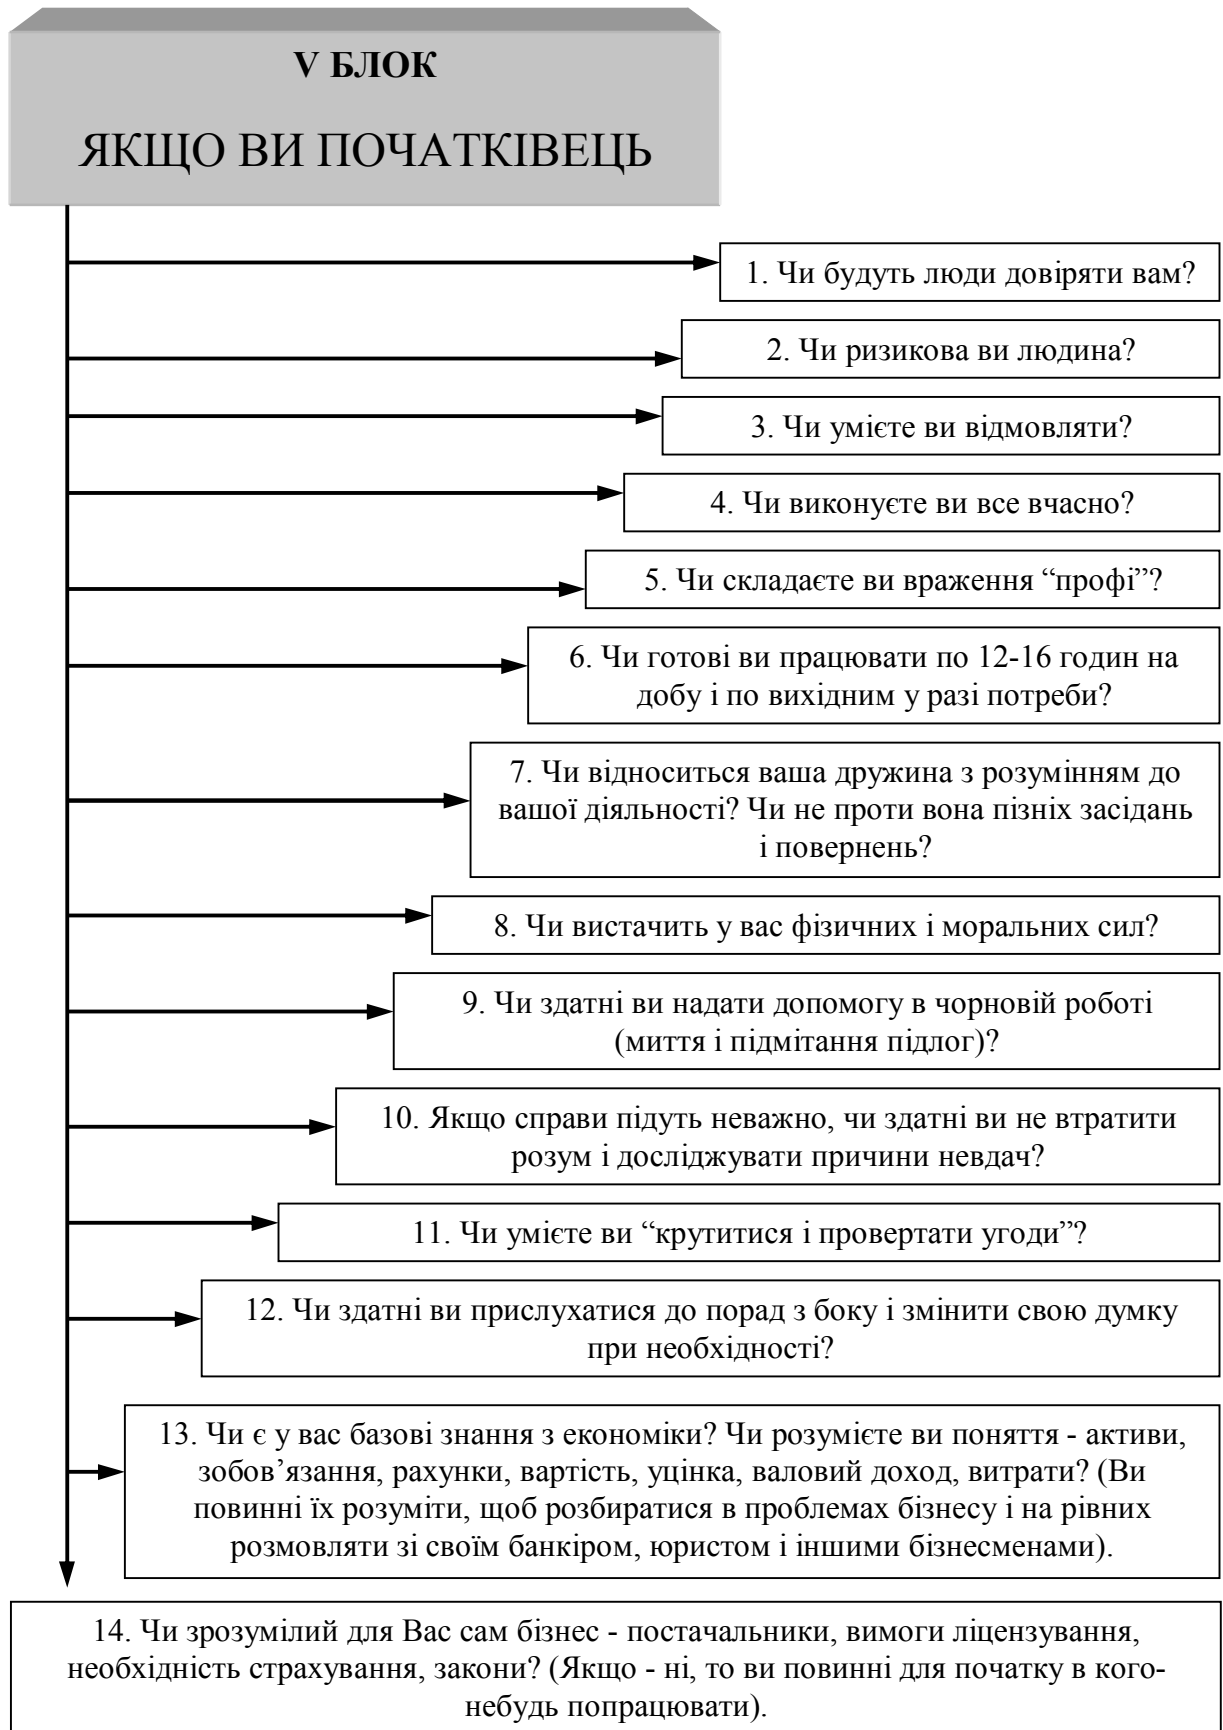 V БЛОК
ЯКЩО ВИ ПОЧАТКІВЕЦЬ
1. Чи будуть люди довіряти вам?
2. Чи ризикова ви людина?
3. Чи умієте ви відмовляти?
4. Чи виконуєте ви все вчасно?
5. Чи складаєте ви враження “профі”?
6. Чи готові ви працювати по 12-16 годин на
добу і по вихідним у разі потреби?
7. Чи відноситься ваша дружина з розумінням до
вашої діяльності? Чи не проти вона пізніх засідань
і повернень?
8. Чи вистачить у вас фізичних і моральних сил?
9. Чи здатні ви надати допомогу в чорновій роботі
(миття і підмітання підлог)?
10. Якщо справи підуть неважно, чи здатні ви не втратити
розум і досліджувати причини невдач?
11. Чи умієте ви “крутитися і провертати угоди”?
12. Чи здатні ви прислухатися до порад з боку і змінити свою думку
при необхідності?
13. Чи є у вас базові знання з економіки? Чи розумієте ви поняття - активи,
зобов’язання, рахунки, вартість, уцінка, валовий доход, витрати? (Ви
повинні їх розуміти, щоб розбиратися в проблемах бізнесу і на рівних
розмовляти зі своїм банкіром, юристом і іншими бізнесменами).
14. Чи зрозумілий для Вас сам бізнес - постачальники, вимоги ліцензування,
необхідність страхування, закони? (Якщо - ні, то ви повинні для початку в кого-
небудь попрацювати).